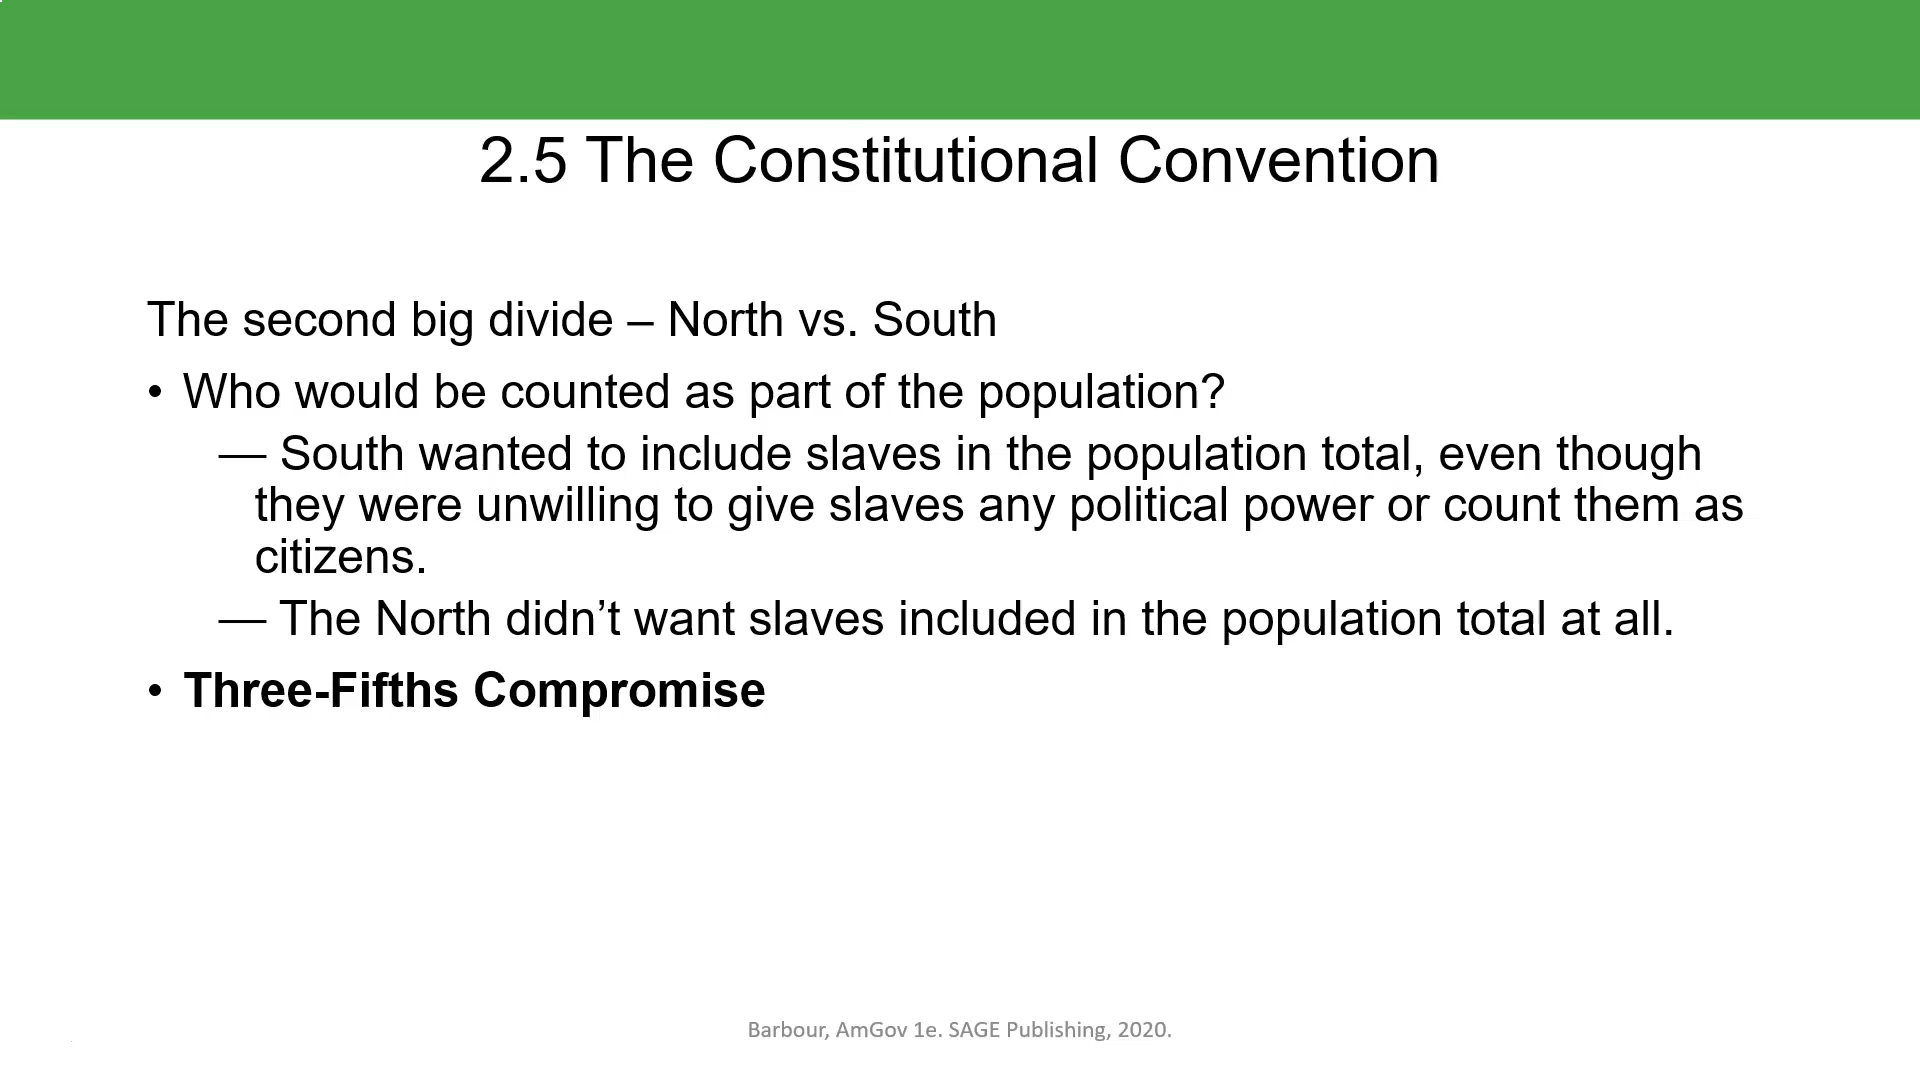 2.5 The Constitutional Convention
The second big divide – North vs. South
• Who would be counted as part of the population?
— South wanted to include slaves in the population total, even though
they were unwilling to give slaves any political power or count them as
citizens.
— The North didn’t want slaves included in the population total at all.
• Three-Fifths Compromise
Barbour, AmGov 1e. SAGE Publishing, 2020.